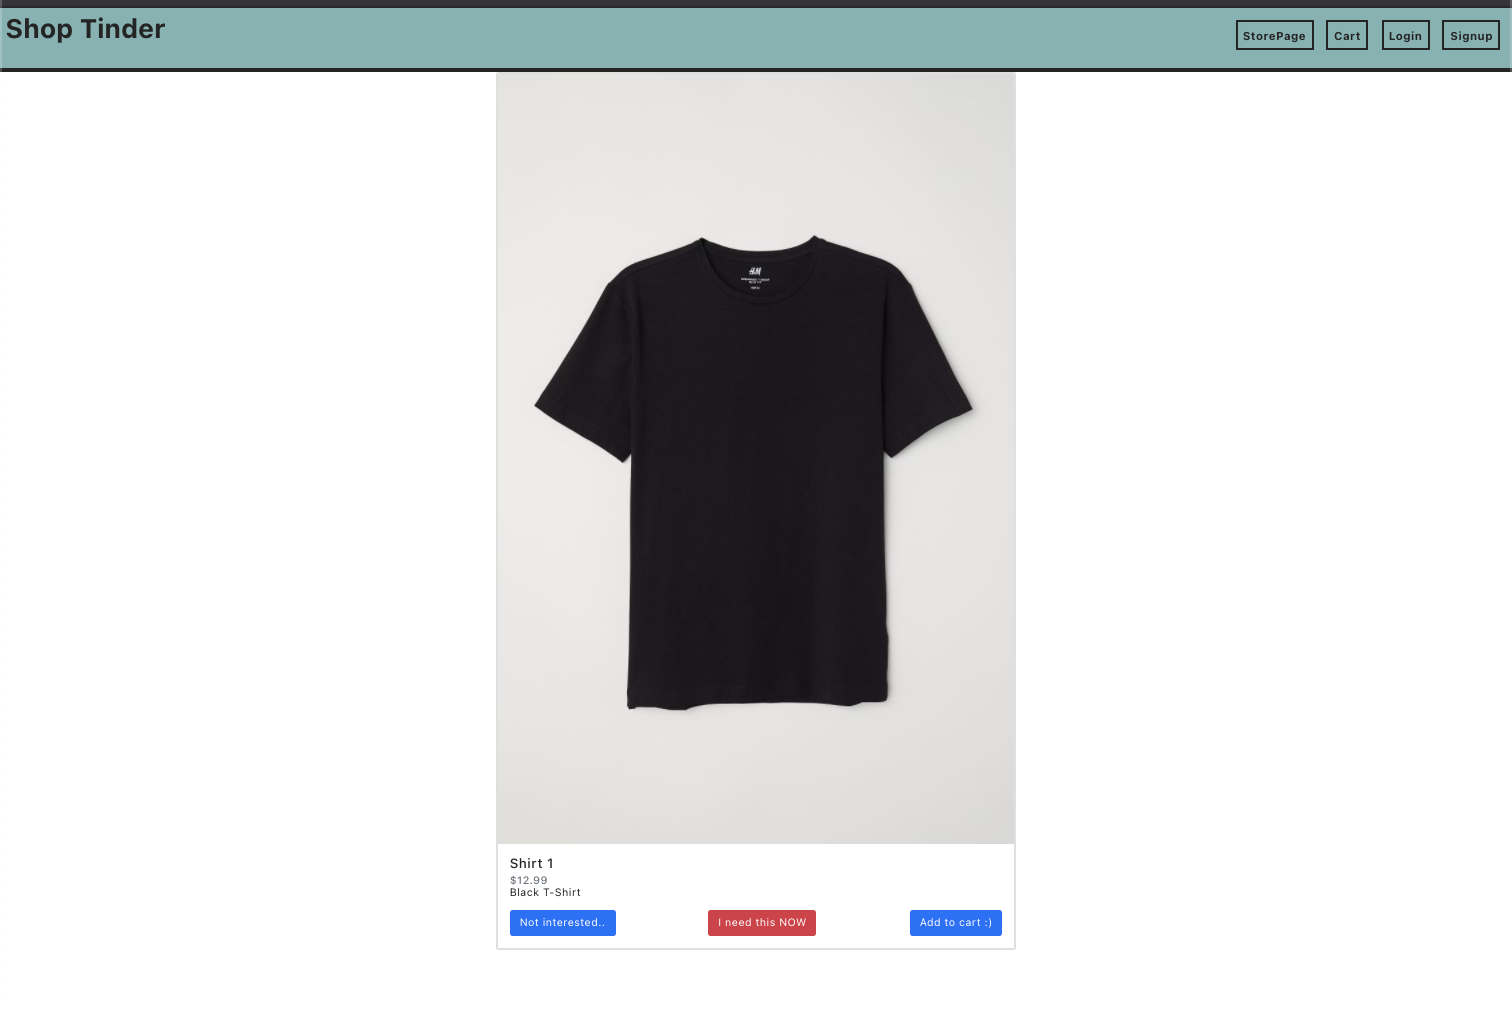 Shop Tinder
StorePage
Cart
Login
Signup
H&M
Shirt 1
$12.99
Black T-Shirt
Not interested..
I need this NOW
Add to cart :)